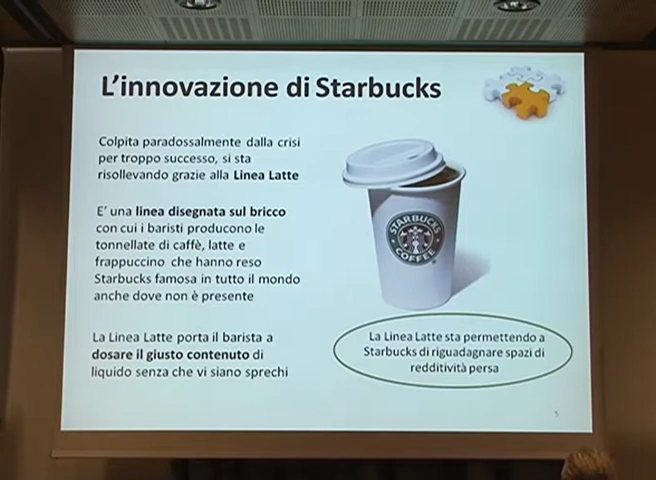 L'innovazione di Starbucks
Colpita paradossalmente dalla crisi
per troppo successo, si sta
risollevando grazie alla Linea Latte
E' una linea disegnata sul bricco
con cui i baristi producono le
tonnellate di caffè, latte e
frappuccino che hanno reso
Starbucks famosa in tutto il mondo
anche dove non è presente
La Linea Latte porta il barista a
dosare il giusto contenuto di
liquido senza che vi siano sprechi
STARBUCKS
COFFEE
La Linea Latte sta permettendo a
Starbucks di riguadagnare spazi di
redditività persa
5